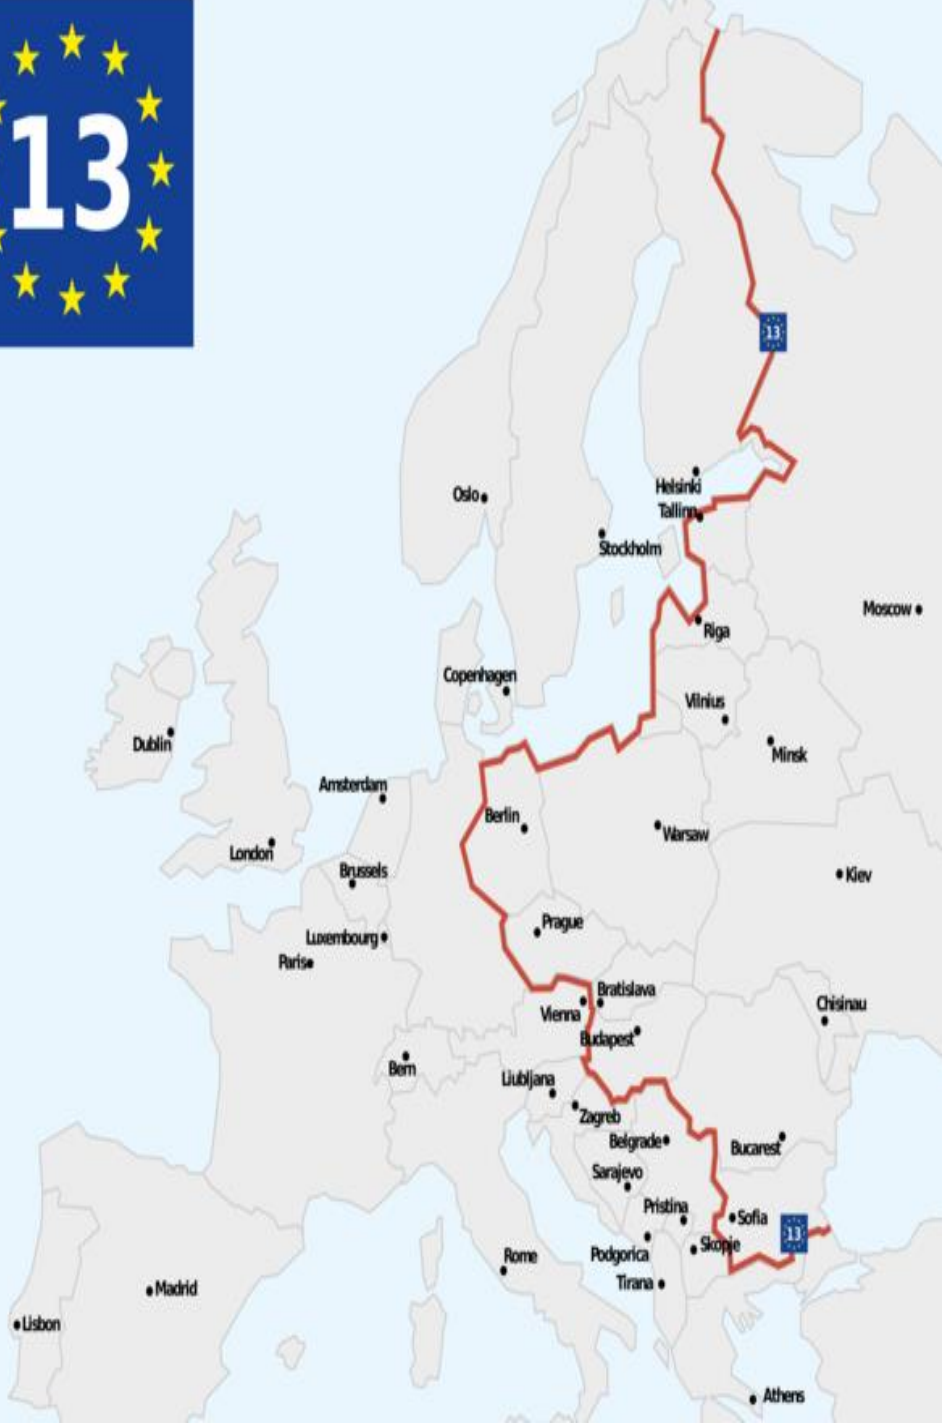 13
13
Helsinki
Oslo
Tallinn
Stockholm
Moscow
Riga
Copenhagen
Vilnius
Dublin
Minsk
Amsterdam
Berlin
Warsaw
London
Brussels
Kiev
Prague
Luxembourg
Paris
Bratislava
Chisinau
Vienna
Budapest
Bern
Liubljana
Zagreb
Belgrade
Bucarest
Sarajevo
Pristina
Sofia
13
Skopje
Podgorica
Rome
Tirana
Madrid
Lisbon
Athens